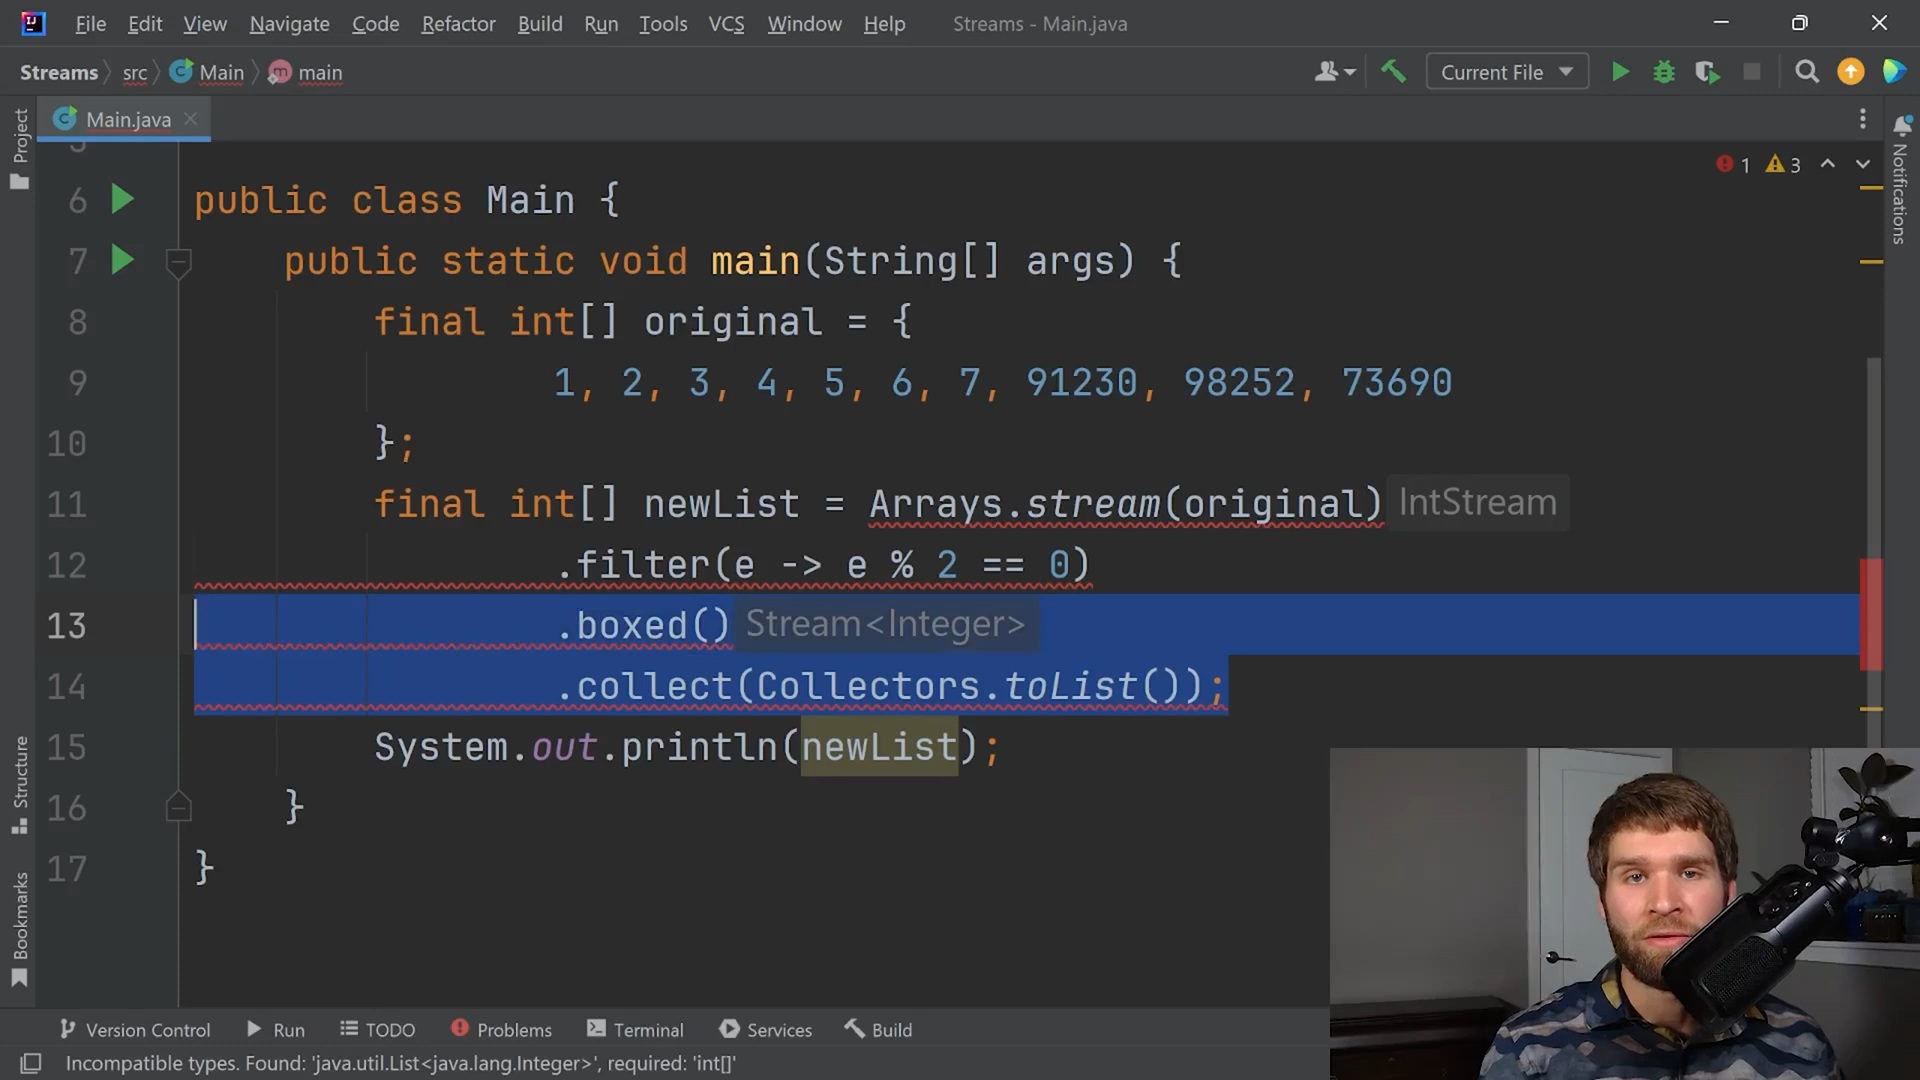 File Edit View Navigate Code Refactor Build Run Tools VCS Window Help Streams - Main.java
Streams src Main main Current File
Project Main.java
1 3
Notifications
6 public class Main {
7 public static void main(String[] args) {
8 final int[] original = {
9 1, 2, 3, 4, 5, 6, 7, 91230, 98252, 73690
10 };
11 final int[] newList = Arrays.stream(original) IntStream
12 .filter(e -> e % 2 == 0)
13 .boxed() Stream<Integer>
14 .collect(Collectors.toList());
15 System.out.println(newList);
16 }
17 }
Structure
Bookmarks
Version Control Run TODO Problems Terminal Services Build
Incompatible types. Found: 'java.util.List<java.lang.Integer>', required: 'int[]'